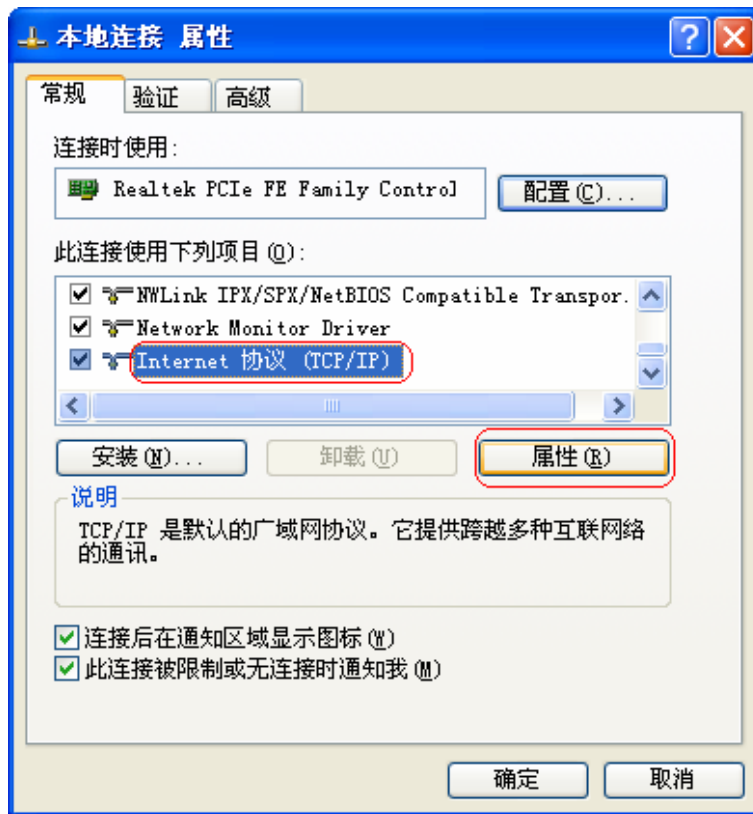 本地连接 属性
常规 验证 高级
连接时使用:
Realtek PCIe FE Family Control 配置(C)...
此连接使用下列项目(O):
NWLink IPX/SPX/NetBIOS Compatible Transpor.
Network Monitor Driver
Internet 协议 (TCP/IP)
安装(N)... 卸载(U) 属性(R)
说明
TCP/IP 是默认的广域网协议。它提供跨越多种互联网络
的通讯。
连接后在通知区域显示图标(W)
此连接被限制或无连接时通知我(M)
确定 取消